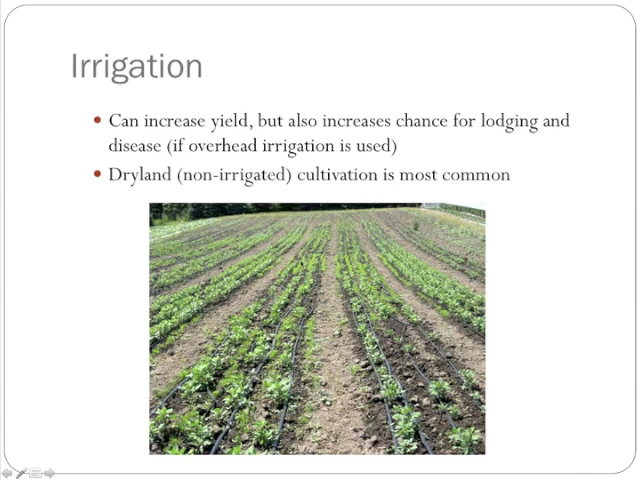 Irrigation
Can increase yield, but also increases chance for lodging and
disease (if overhead irrigation is used)
Dryland (non-irrigated) cultivation is most common